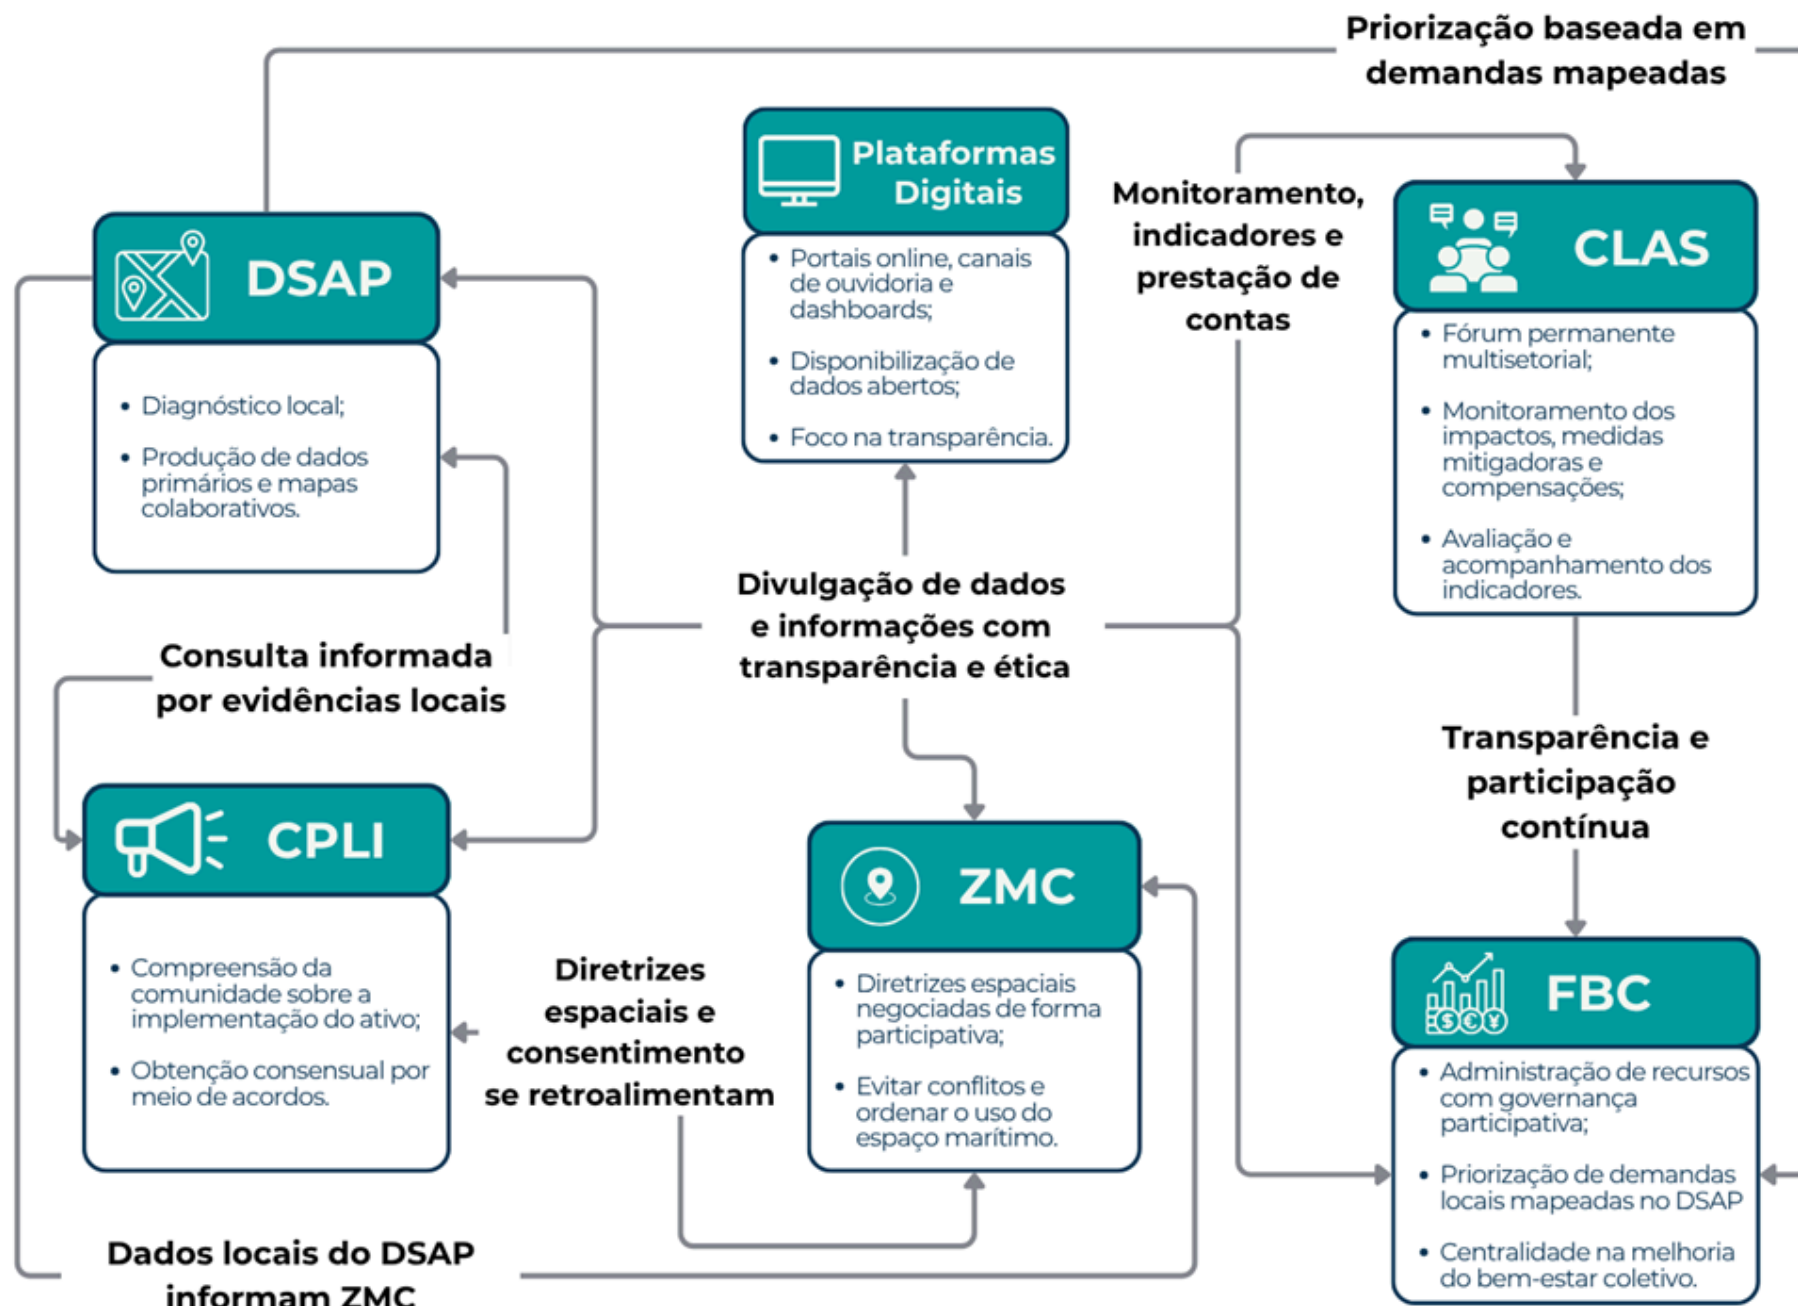 Priorização baseada em
demandas mapeadas
Plataformas
Digitais
• Portais online, canais
de ouvidoria e
dashboards;
• Disponibilização de
dados abertos;
• Foco na transparência.
Monitoramento,
indicadores e
prestação de
contas
CLAS
• Fórum permanente
multisetorial;
• Monitoramento dos
impactos, medidas
mitigadoras e
compensações;
• Avaliação e
acompanhamento dos
indicadores.
DSAP
• Diagnóstico local;
• Produção de dados
primários e mapas
colaborativos.
Divulgação de dados
e informações com
transparência e ética
Consulta informada
por evidências locais
Transparência e
participação
contínua
CPLI
• Compreensão da
comunidade sobre a
implementação do ativo;
• Obtenção consensual por
meio de acordos.
Diretrizes
espaciais e
consentimento
se retroalimentam
ZMC
• Diretrizes espaciais
negociadas de forma
participativa;
• Evitar conflitos e
ordenar o uso do
espaço marítimo.
FBC
• Administração de recursos
com governança
participativa;
• Priorização de demandas
locais mapeadas no DSAP
• Centralidade na melhoria
do bem-estar coletivo.
Dados locais do DSAP
informam ZMC